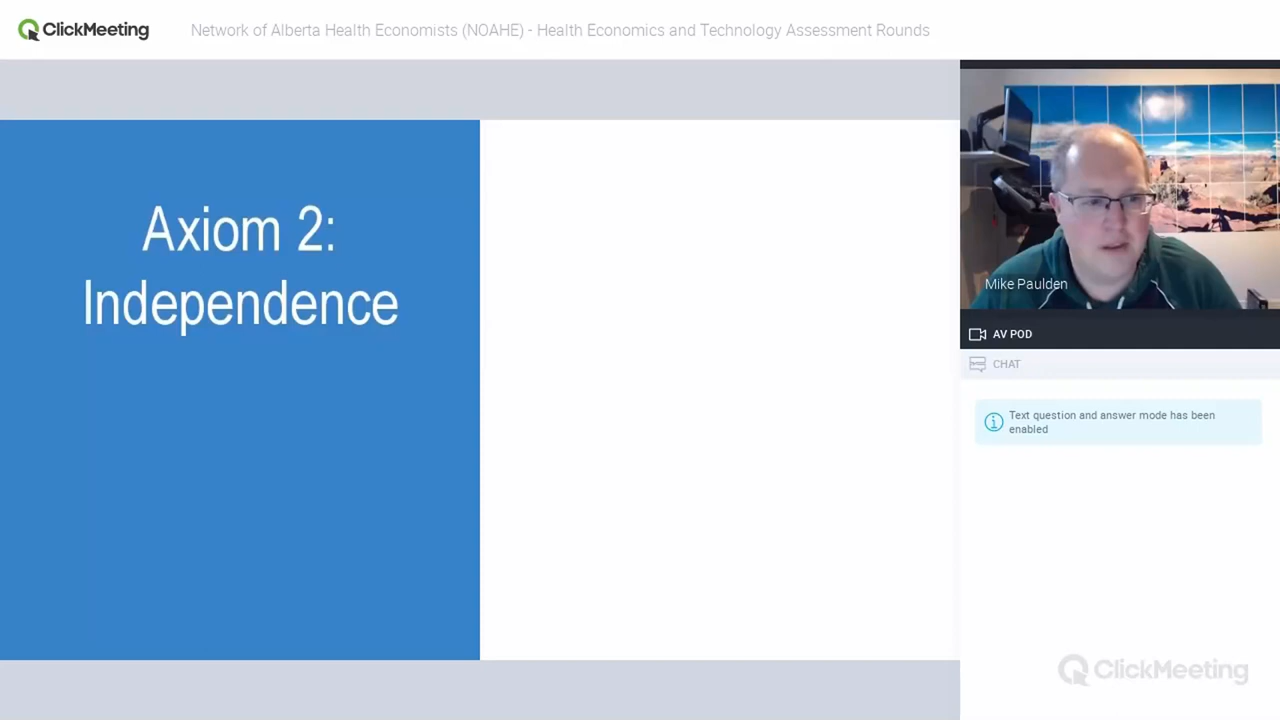 ClickMeeting
Network of Alberta Health Economists (NOAHE) - Health Economics and Technology Assessment Rounds
Axiom 2:
Independence
Mike Paulden
AV POD
CHAT
Text question and answer mode has been
enabled
ClickMeeting